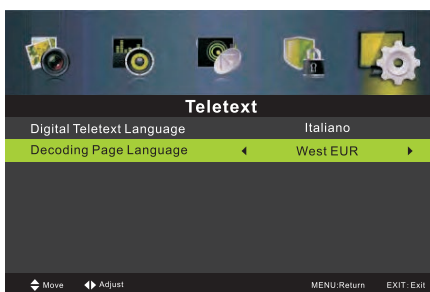 Teletext
Digital Teletext Language Italiano
Decoding Page Language West EUR
Move Adjust MENU:Return EXIT:Exit